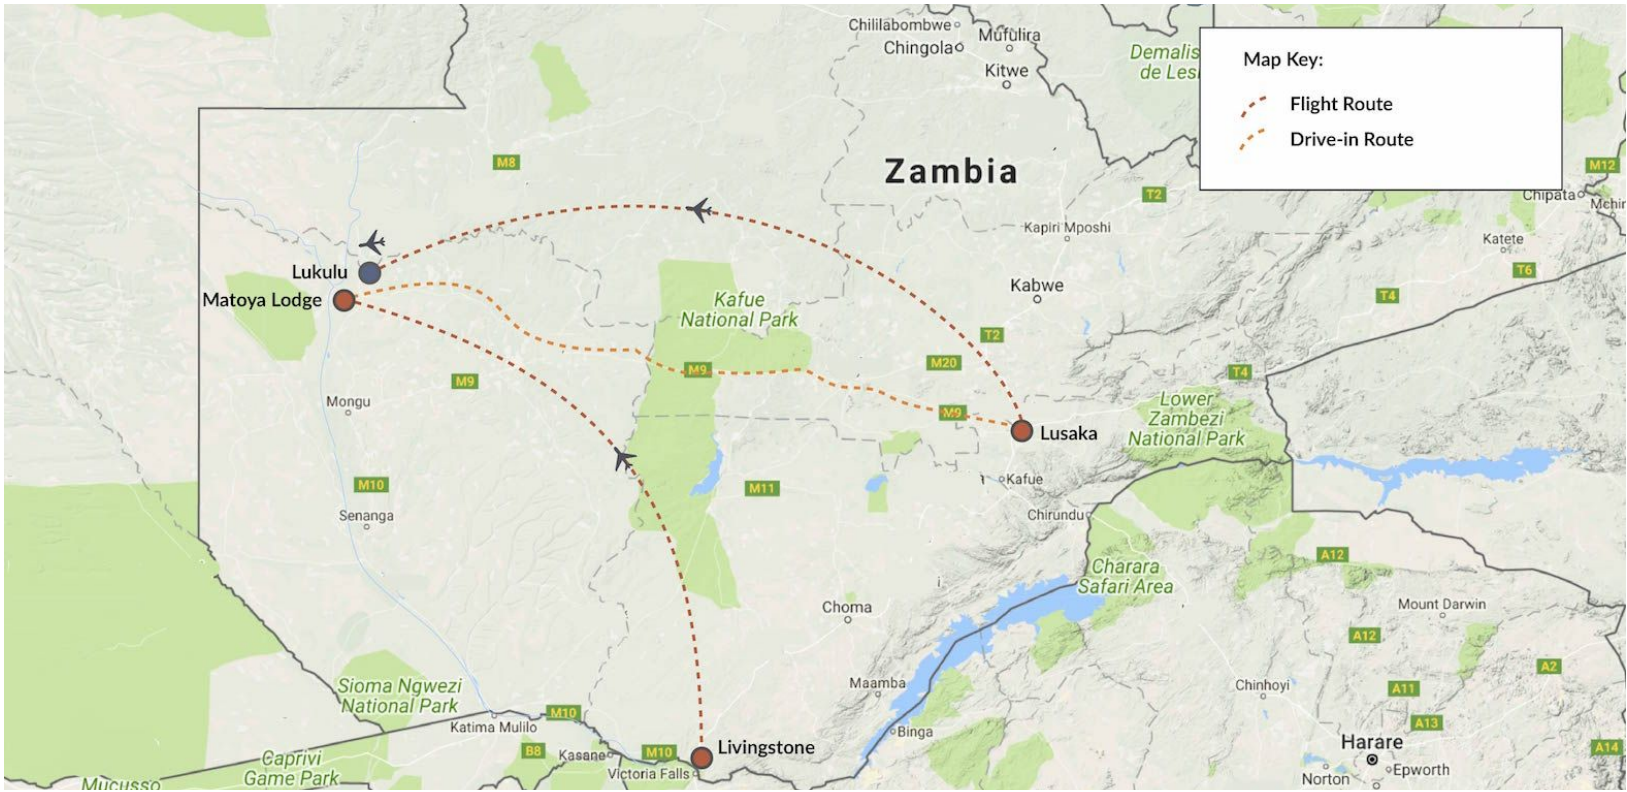 Chililabombwe
Mufulira
Chingola
Kitwe
Demalis
de Lesi
Map Key:
Flight Route
Drive-in Route
M8
Zambia
T2
M12
Chipata
Mchin
Kapiri Mposhi
Katete
Lukulu
Matoya Lodge
T6
Kafue
National Park
Kabwe
T4
T2
M20
M9
M9
T4
Mongu
M9
Lusaka
Lower
Zambezi
National Park
M10
M11
Kafue
Senanga
Chirundu
A12
Charara
Safari Area
Choma
Mount Darwin
A12
A2
Sioma Ngwezi
National Park
Maamba
Chinhoyi
A11
Katima Mulilo
M10
A13
Binga
B8
Kasane
M10
Livingstone
Harare
A14
Caprivi
Game Park
Victoria Falls
Norton
Epworth
Mucusso